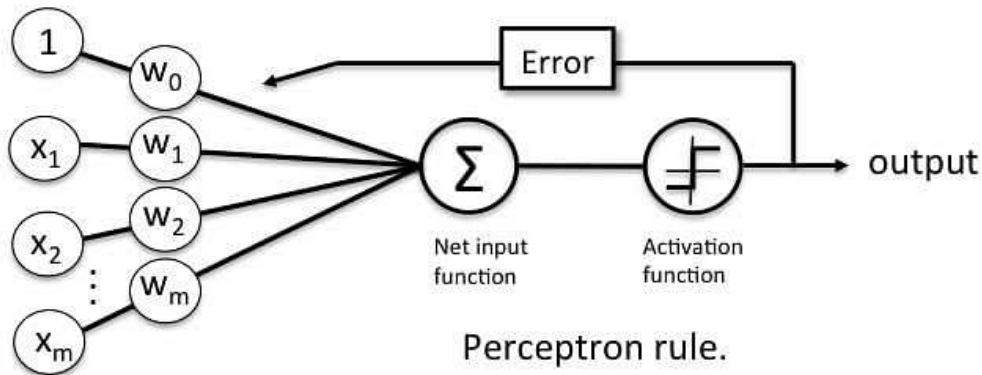 1
w₀
Error
x₁
w₁
Σ
output
x₂
w₂
Net input
function
Activation
function
⋮
wₘ
xₘ
Perceptron rule.